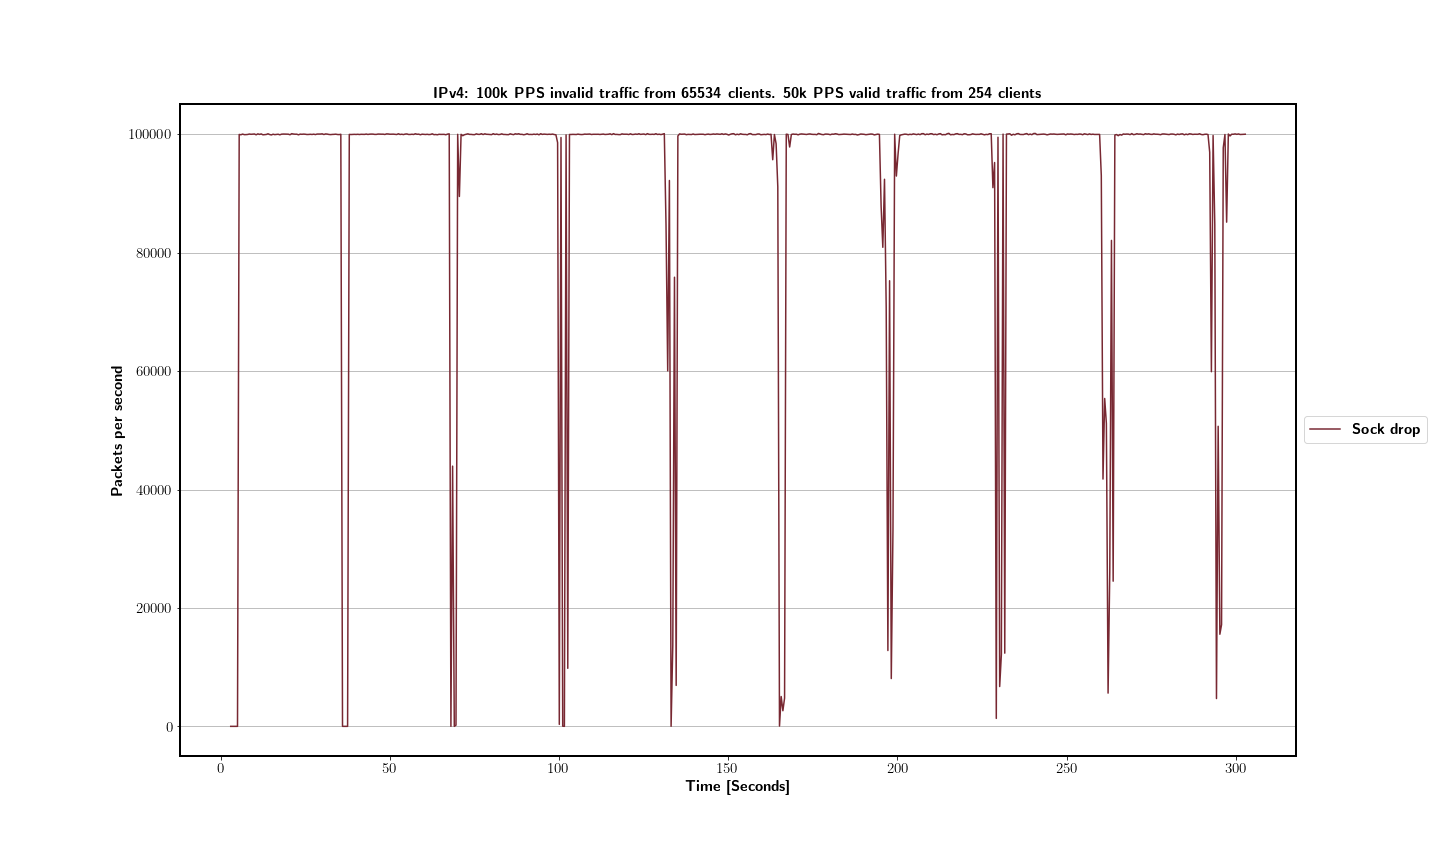 IPv4: 100k PPS invalid traffic from 65534 clients. 50k PPS valid traffic from 254 clients
100000
80000
60000
40000
20000
0
Packets per second
0 50 100 150 200 250 300
Time [Seconds]
Sock drop